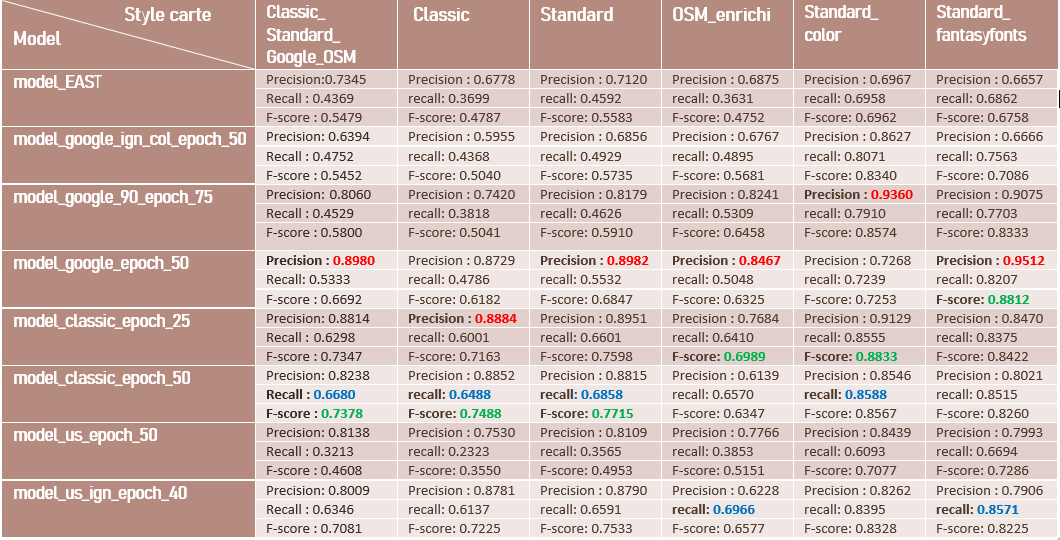 Style carte
Model
Classic_
Standard_
Google_OSM
Classic
Standard
OSM_enrichi
Standard_
color
Standard_
fantasyfonts
model_EAST
Precision:0.7345
Recall : 0.4369
F-score : 0.5479
Precision : 0.6778
recall: 0.3699
F-score: 0.4787
Precision : 0.7120
recall: 0.4592
F-score: 0.5583
Precision : 0.6875
recall: 0.3631
F-score: 0.4752
Precision : 0.6967
recall: 0.6958
F-score: 0.6962
Precision : 0.6657
recall: 0.6862
F-score: 0.6758
model_google_ign_col_epoch_50
Precision: 0.6394
Recall : 0.4752
F-score : 0.5452
Precision : 0.5955
recall: 0.4368
F-score: 0.5040
Precision : 0.6856
recall: 0.4929
F-score: 0.5735
Precision : 0.6767
recall: 0.4895
F-score: 0.5681
Precision : 0.8627
recall: 0.8071
F-score: 0.8340
Precision : 0.6666
recall: 0.7563
F-score: 0.7086
model_google_90_epoch_75
Precision: 0.8060
Recall : 0.4529
F-score : 0.5800
Precision : 0.7420
recall: 0.3818
F-score: 0.5041
Precision : 0.8179
recall: 0.4626
F-score: 0.5910
Precision : 0.8241
recall: 0.5309
F-score: 0.6458
Precision : 0.9360
recall: 0.7910
F-score: 0.8574
Precision : 0.9075
recall: 0.7703
F-score: 0.8333
model_google_epoch_50
Precision : 0.8980
Recall: 0.5333
F-score : 0.6692
Precision : 0.8729
recall: 0.4786
F-score: 0.6182
Precision : 0.8982
recall: 0.5532
F-score: 0.6847
Precision : 0.8467
recall: 0.5048
F-score: 0.6325
Precision : 0.7268
recall: 0.7239
F-score: 0.7253
Precision : 0.9512
recall: 0.8207
F-score: 0.8812
model_classic_epoch_25
Precision: 0.8814
Recall : 0.6298
F-score : 0.7347
Precision : 0.8884
recall: 0.6001
F-score: 0.7163
Precision : 0.8951
recall: 0.6601
F-score: 0.7598
Precision : 0.7684
recall: 0.6410
F-score: 0.6989
Precision : 0.9129
recall: 0.8555
F-score: 0.8833
Precision : 0.8470
recall: 0.8375
F-score: 0.8422
model_classic_epoch_50
Precision: 0.8238
Recall : 0.6680
F-score : 0.7378
Precision : 0.8852
recall: 0.6488
F-score: 0.7488
Precision : 0.8815
recall: 0.6858
F-score: 0.7715
Precision : 0.6139
recall: 0.6570
F-score: 0.6347
Precision : 0.8546
recall: 0.8588
F-score: 0.8567
Precision : 0.8021
recall: 0.8515
F-score: 0.8260
model_us_epoch_50
Precision: 0.8138
Recall : 0.3213
F-score : 0.4608
Precision : 0.7530
recall: 0.2323
F-score: 0.3550
Precision : 0.8109
recall: 0.3565
F-score: 0.4953
Precision : 0.7766
recall: 0.3853
F-score: 0.5151
Precision : 0.8439
recall: 0.6093
F-score: 0.7077
Precision : 0.7993
recall: 0.6694
F-score: 0.7286
model_us_ign_epoch_40
Precision: 0.8009
Recall : 0.6346
F-score : 0.7081
Precision : 0.8781
recall: 0.6137
F-score: 0.7225
Precision : 0.8790
recall: 0.6591
F-score: 0.7533
Precision : 0.6228
recall: 0.6966
F-score: 0.6577
Precision : 0.8262
recall: 0.8395
F-score: 0.8328
Precision : 0.7906
recall: 0.8571
F-score: 0.8225